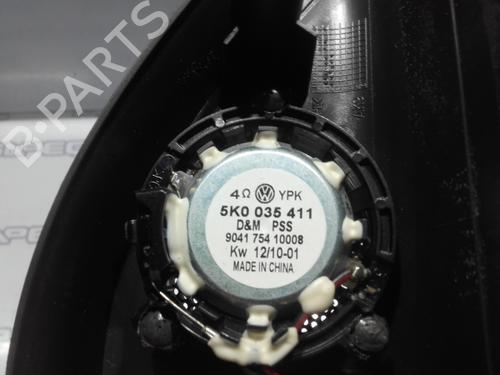 B-PARTS
4Ω YPK
5K0 035 411
D&M PSS
9041 754 10008
Kw 12/10-01
MADE IN CHINA